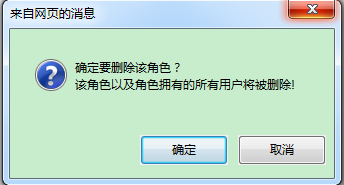 来自网页的消息
确定要删除该角色？
该角色以及角色拥有的所有用户将被删除!
确定
取消